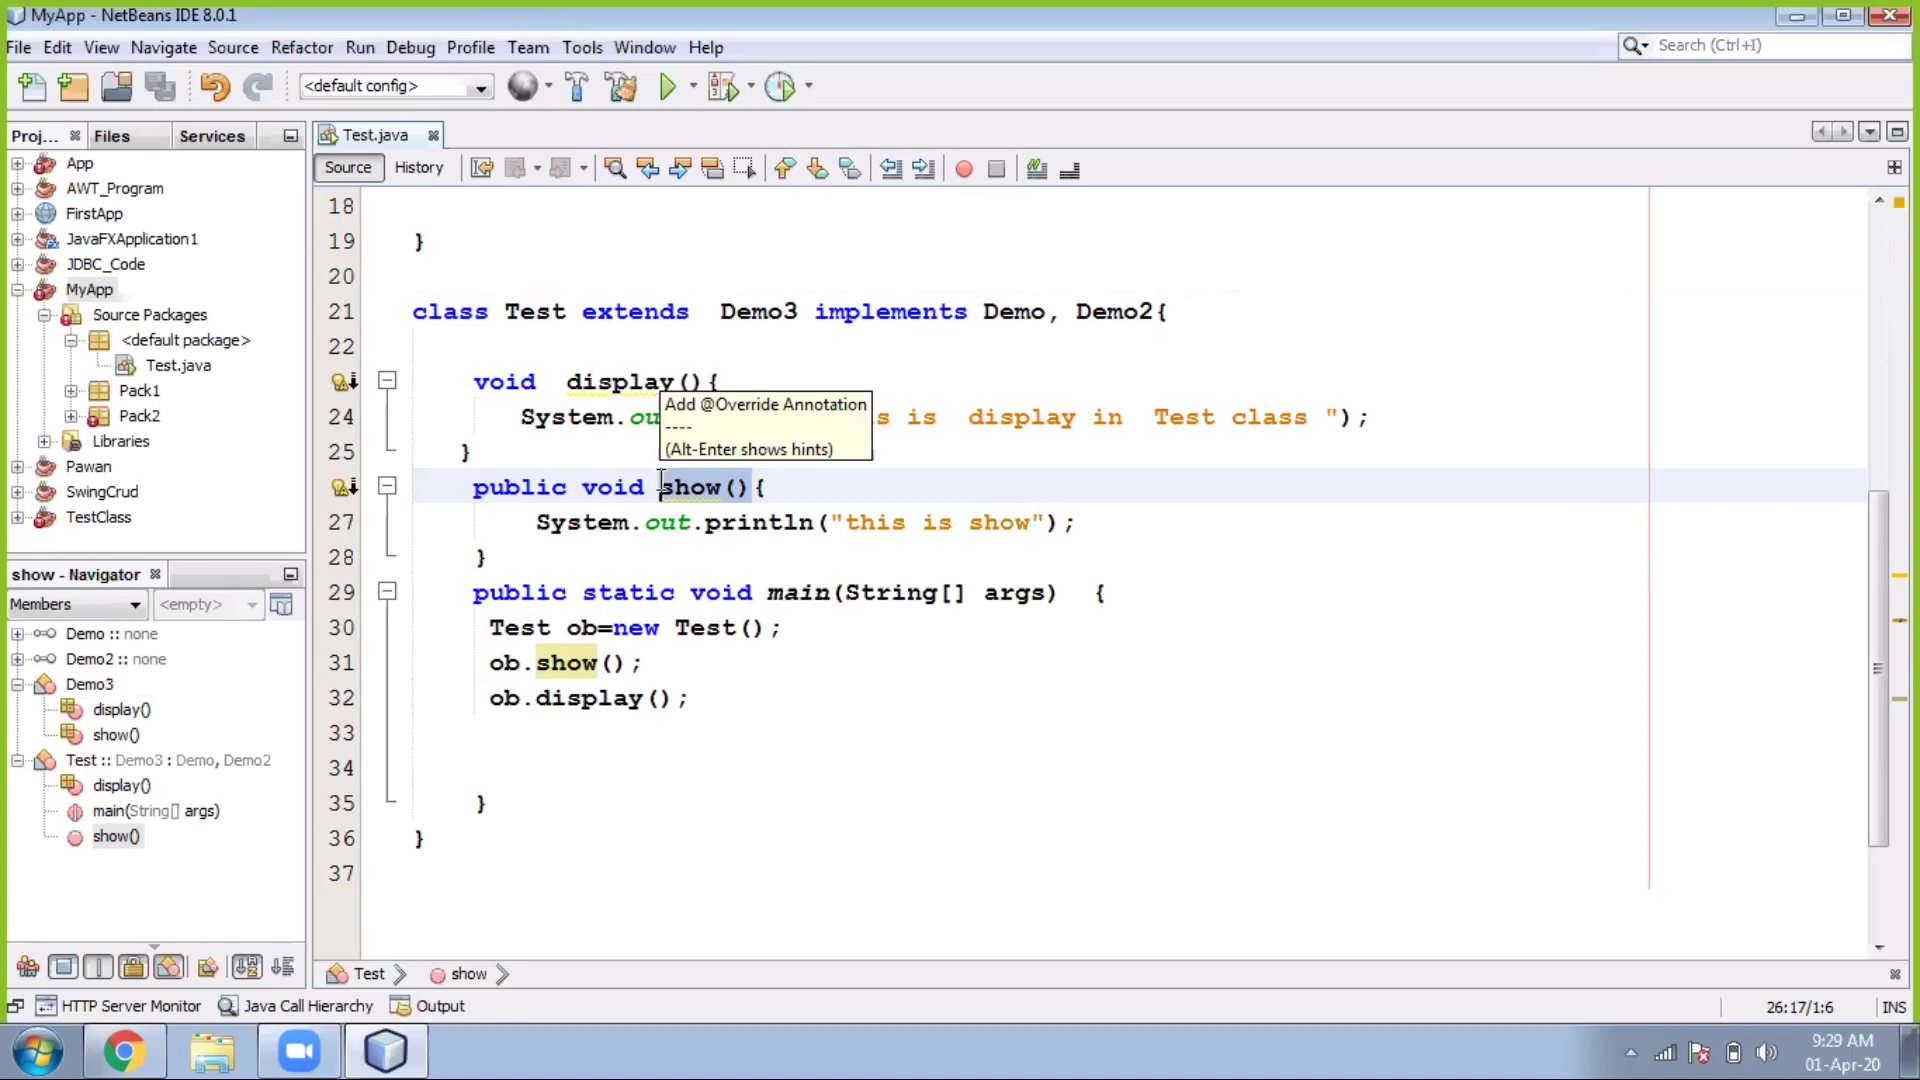 MyApp - NetBeans IDE 8.0.1
File Edit View Navigate Source Refactor Run Debug Profile Team Tools Window Help
Search (Ctrl+I)
<default config>
Proj... Files Services
Test.java
Source History
App
AWT_Program
FirstApp
JavaFXApplication1
JDBC_Code
MyApp
Source Packages
<default package>
Test.java
Pack1
Pack2
Libraries
Pawan
SwingCrud
TestClass
show - Navigator
Members <empty>
Demo :: none
Demo2 :: none
Demo3
display()
show()
Test :: Demo3 : Demo, Demo2
display()
main(String[] args)
show()
18
19 }
20
21 class Test extends Demo3 implements Demo, Demo2{
22
void display(){
Add @Override Annotation
----
(Alt-Enter shows hints)
24 System.ou s is display in Test class ");
25 }
public void show(){
27 System.out.println("this is show");
28 }
29 public static void main(String[] args) {
30 Test ob=new Test();
31 ob.show();
32 ob.display();
33
34
35 }
36 }
37
Test show
HTTP Server Monitor Java Call Hierarchy Output
26:17/1:6 INS
9:29 AM
01-Apr-20